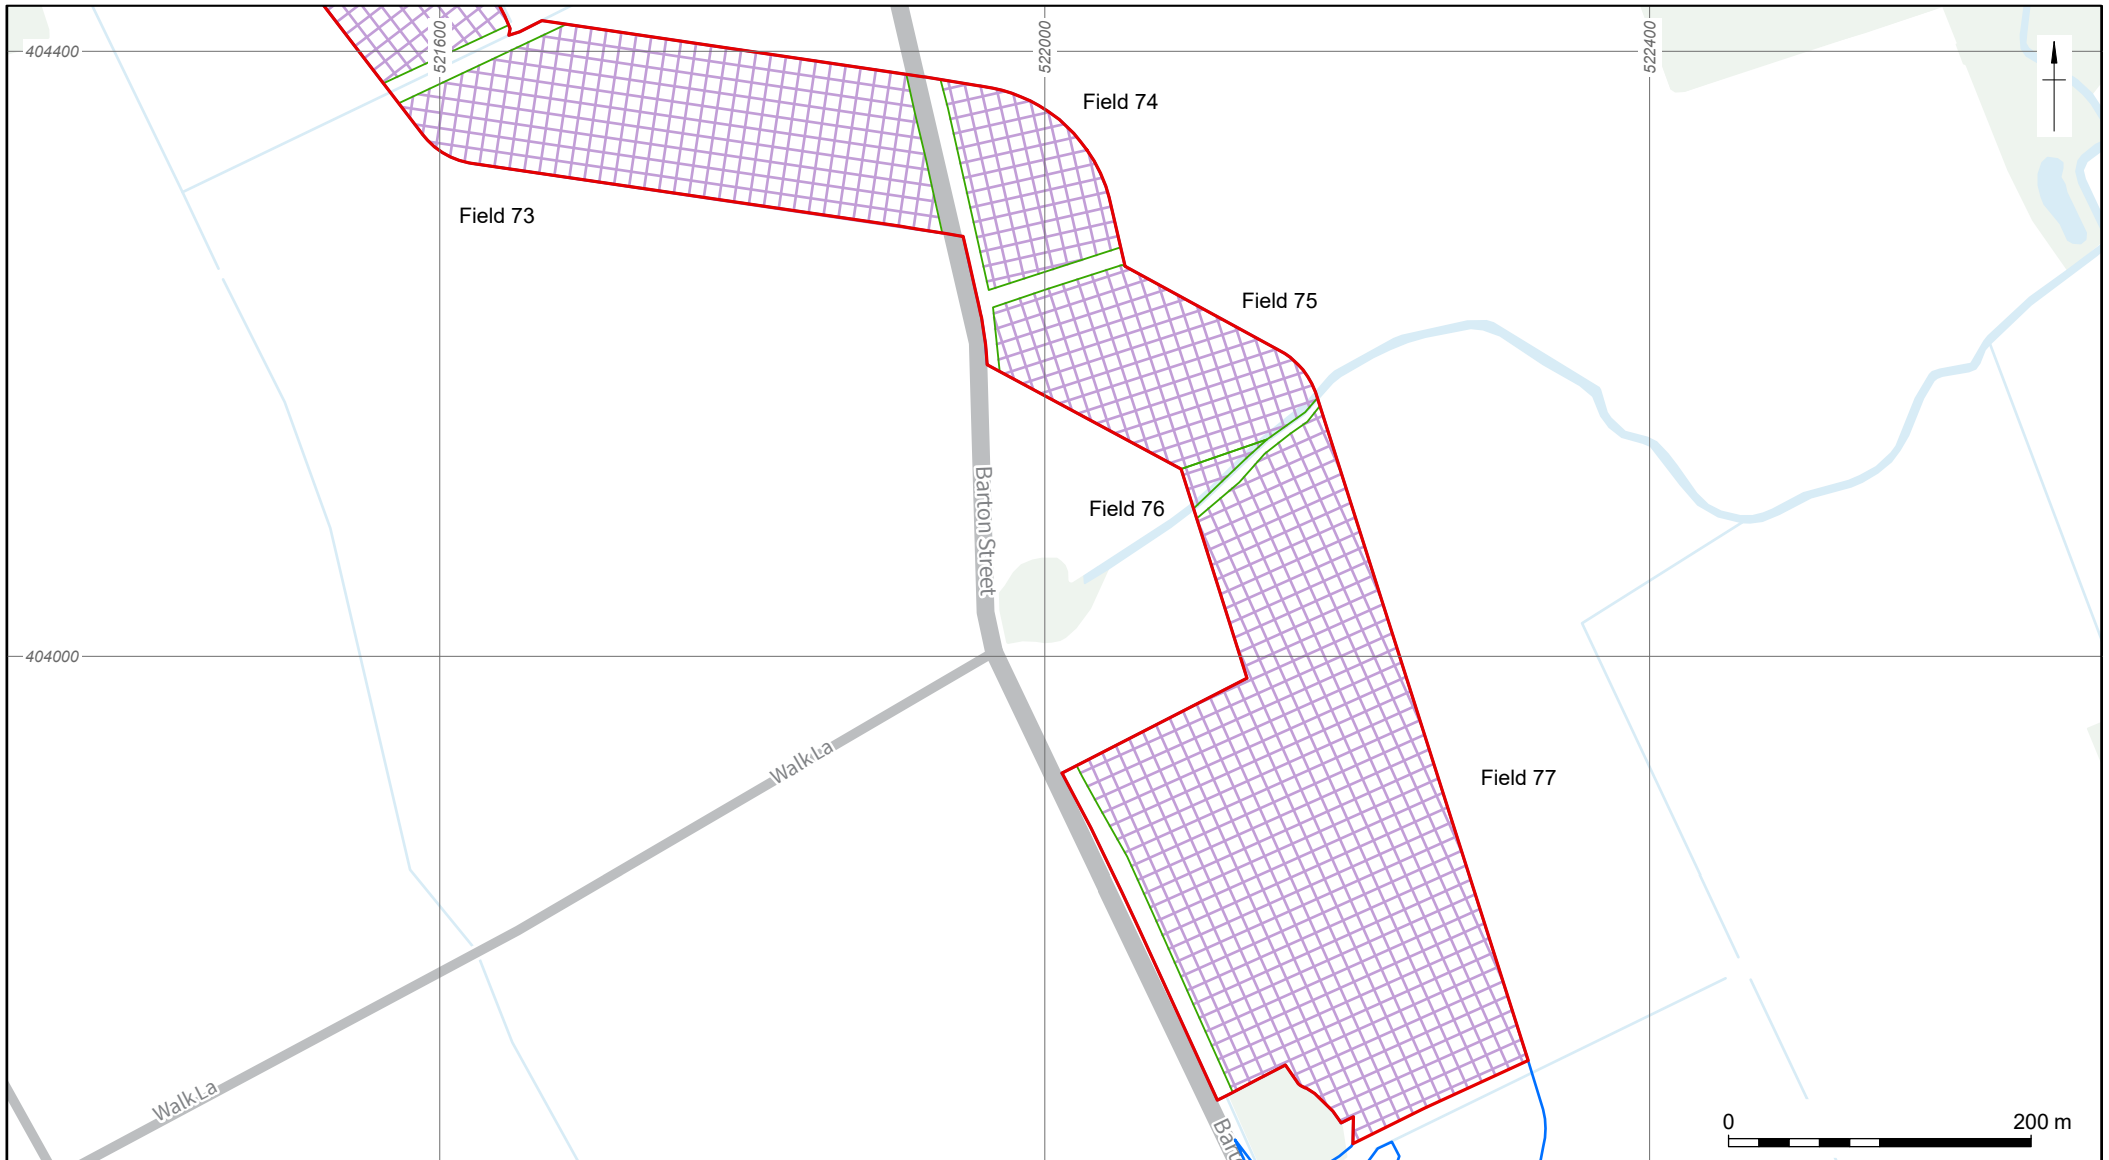 521600
522000
522400
404400
Field 74
Field 73
Field 75
Barton Street
Field 76
404000
Walk La
Field 77
Walk La
Bart
0 200 m